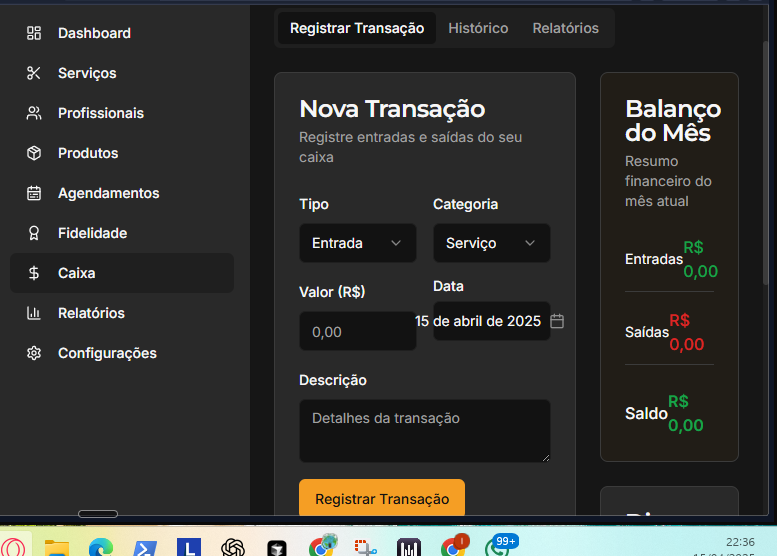 Dashboard
Serviços
Profissionais
Produtos
Agendamentos
Fidelidade
Caixa
Relatórios
Configurações
Registrar Transação
Histórico
Relatórios
Nova Transação
Registre entradas e saídas do seu
caixa
Tipo
Categoria
Entrada
Serviço
Valor (R$)
Data
0,00
15 de abril de 2025
Descrição
Detalhes da transação
Registrar Transação
Balanço
do Mês
Resumo
financeiro do
mês atual
Entradas
R$
0,00
Saídas
R$
0,00
Saldo
R$
0,00
99+
22:36